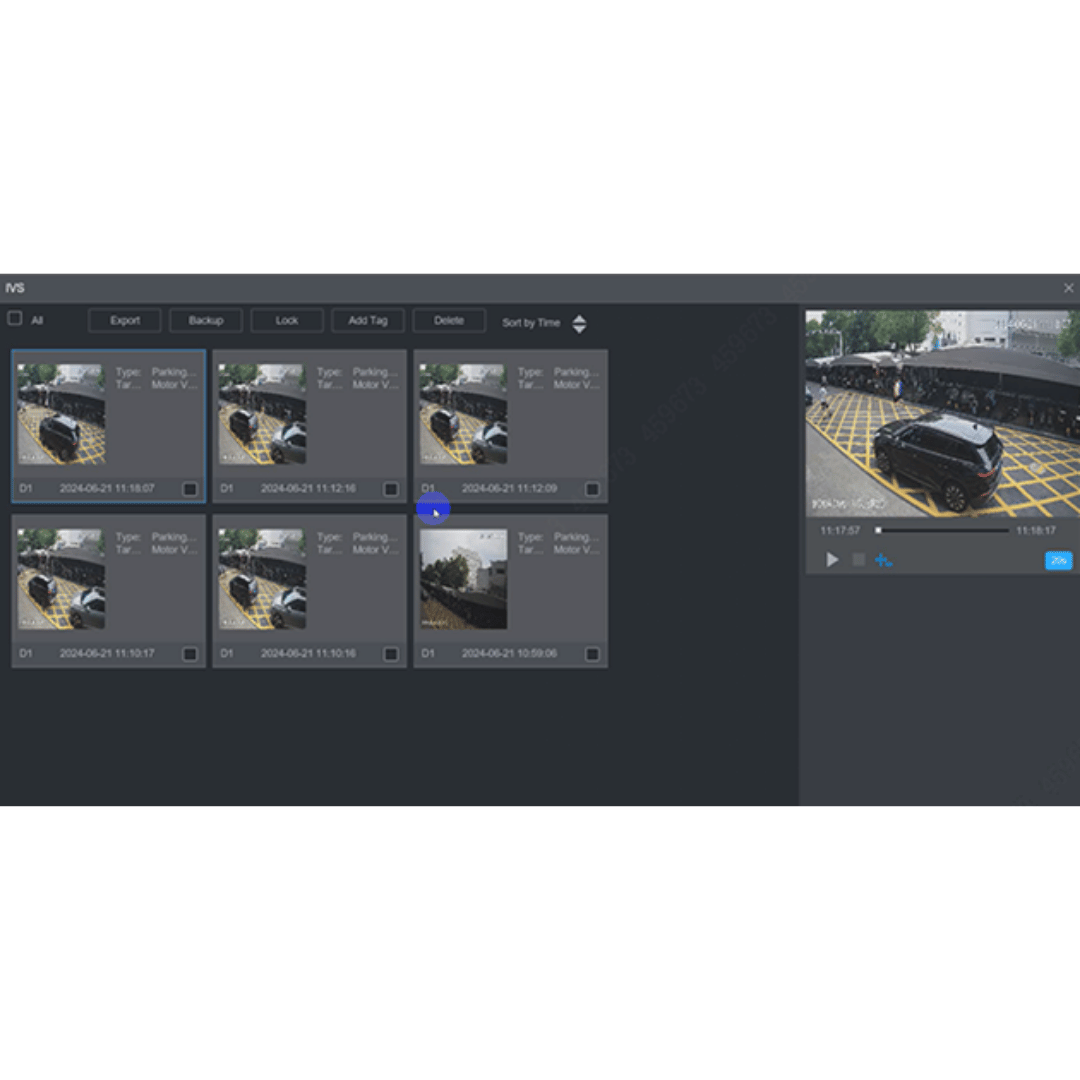 IVS
All
Export
Backup
Lock
Add Tag
Delete
Sort by Time
Type: Parking...
Tar... Motor V...
D1 2024-06-21 11:18:07
Type: Parking...
Tar... Motor V...
D1 2024-06-21 11:12:16
Type: Parking...
Tar... Motor V...
D1 2024-06-21 11:12:09
Type: Parking...
Tar... Motor V...
D1 2024-06-21 11:10:17
Type: Parking...
Tar... Motor V...
D1 2024-06-21 11:10:16
Type: Parking...
Tar... Motor V...
D1 2024-06-21 10:59:06
11:17:57
11:18:17
20s